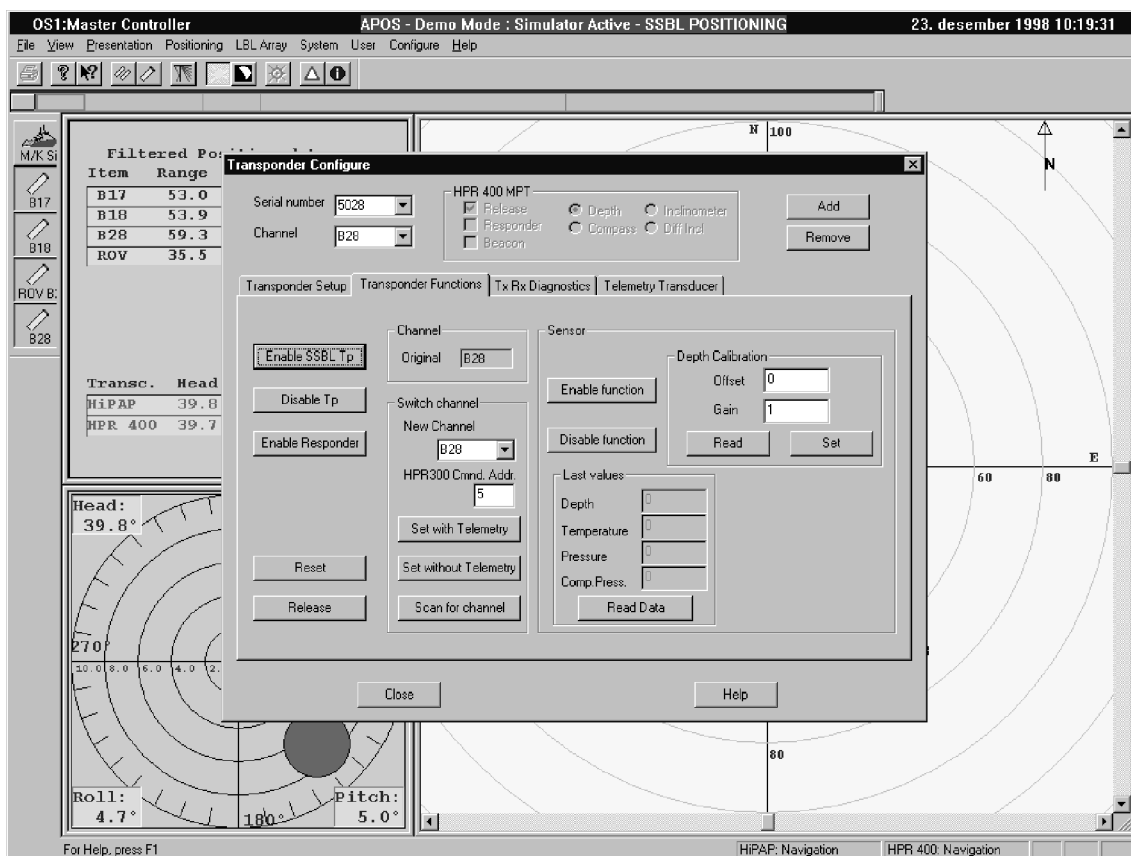 OS1:Master Controller APOS - Demo Mode : Simulator Active - SSBL POSITIONING 23. desember 1998 10:19:31
File View Presentation Positioning LBL Array System User Configure Help
M/K Si
B17
B18
ROV B
B28
Filtered
Item Range
B17 53.0
B18 53.9
B28 59.3
ROV 35.5
Transc. Head
HiPAP 39.8
HPR 400 39.7
Head:
39.8°
270°
10.0 8.0 6.0 4.0 2.
180°
Roll:
4.7°
Pitch:
5.0°
N 100
N
E
60 80
80
Transponder Configure
Serial number 5028
Channel B28
HPR 400 MPT
Release Depth Inclinometer
Responder Compass Diff Incl
Beacon
Add
Remove
Transponder Setup Transponder Functions Tx Rx Diagnostics Telemetry Transducer
Enable SSBL Tp
Disable Tp
Enable Responder
Reset
Release
Channel
Original B28
Switch channel
New Channel
B28
HPR300 Cmnd. Addr.
5
Set with Telemetry
Set without Telemetry
Scan for channel
Sensor
Enable function
Disable function
Depth Calibration
Offset 0
Gain 1
Read Set
Last values
Depth 0
Temperature 0
Pressure 0
Comp.Press. 0
Read Data
Close Help
For Help, press F1 HiPAP: Navigation HPR 400: Navigation